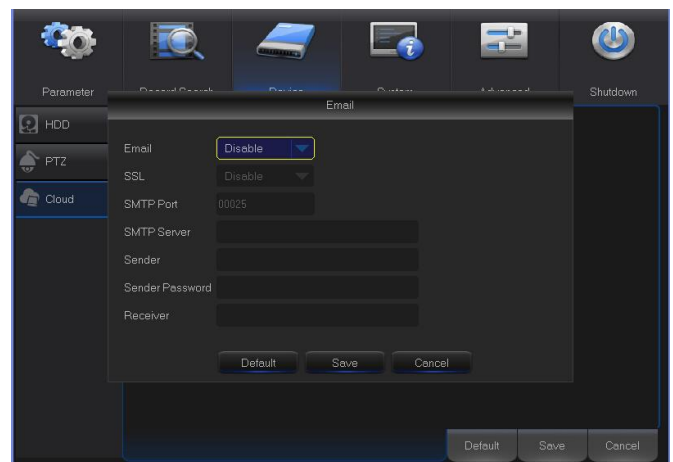 Parameter
Shutdown
Email
HDD
PTZ
Cloud
Email Disable
SSL Disable
SMTP Port 00025
SMTP Server
Sender
Sender Password
Receiver
Default Save Cancel
Default Save Cancel